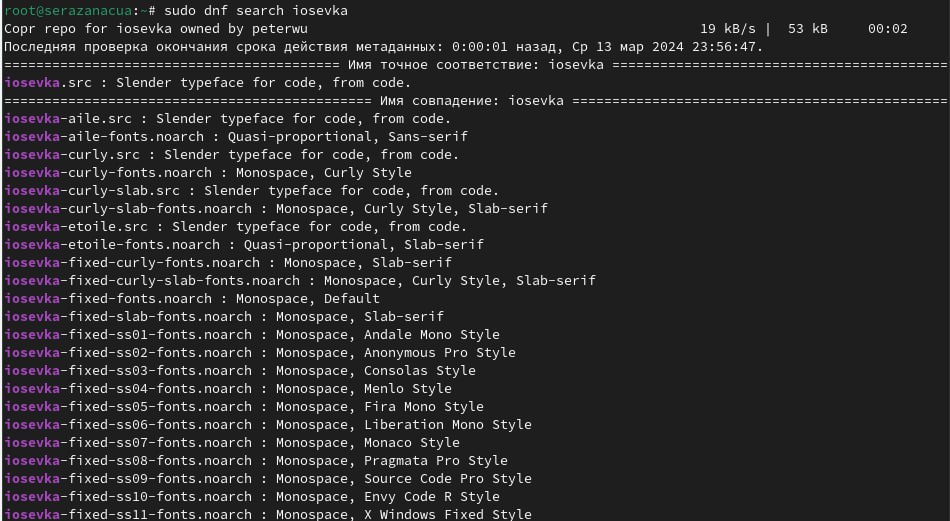 root@serazanacua:~# sudo dnf search iosevka
Copr repo for iosevka owned by peterwu 19 kB/s | 53 kB 00:02
Последняя проверка окончания срока действия метаданных: 0:00:01 назад, Ср 13 мар 2024 23:56:47.
========================================== Имя точное соответствие: iosevka ==========================================
iosevka.src : Slender typeface for code, from code.
============================================== Имя совпадение: iosevka ===============================================
iosevka-aile.src : Slender typeface for code, from code.
iosevka-aile-fonts.noarch : Quasi-proportional, Sans-serif
iosevka-curly.src : Slender typeface for code, from code.
iosevka-curly-fonts.noarch : Monospace, Curly Style
iosevka-curly-slab.src : Slender typeface for code, from code.
iosevka-curly-slab-fonts.noarch : Monospace, Curly Style, Slab-serif
iosevka-etoile.src : Slender typeface for code, from code.
iosevka-etoile-fonts.noarch : Quasi-proportional, Slab-serif
iosevka-fixed-curly-fonts.noarch : Monospace, Slab-serif
iosevka-fixed-curly-slab-fonts.noarch : Monospace, Curly Style, Slab-serif
iosevka-fixed-fonts.noarch : Monospace, Default
iosevka-fixed-slab-fonts.noarch : Monospace, Slab-serif
iosevka-fixed-ss01-fonts.noarch : Monospace, Andale Mono Style
iosevka-fixed-ss02-fonts.noarch : Monospace, Anonymous Pro Style
iosevka-fixed-ss03-fonts.noarch : Monospace, Consolas Style
iosevka-fixed-ss04-fonts.noarch : Monospace, Menlo Style
iosevka-fixed-ss05-fonts.noarch : Monospace, Fira Mono Style
iosevka-fixed-ss06-fonts.noarch : Monospace, Liberation Mono Style
iosevka-fixed-ss07-fonts.noarch : Monospace, Monaco Style
iosevka-fixed-ss08-fonts.noarch : Monospace, Pragmata Pro Style
iosevka-fixed-ss09-fonts.noarch : Monospace, Source Code Pro Style
iosevka-fixed-ss10-fonts.noarch : Monospace, Envy Code R Style
iosevka-fixed-ss11-fonts.noarch : Monospace, X Windows Fixed Style